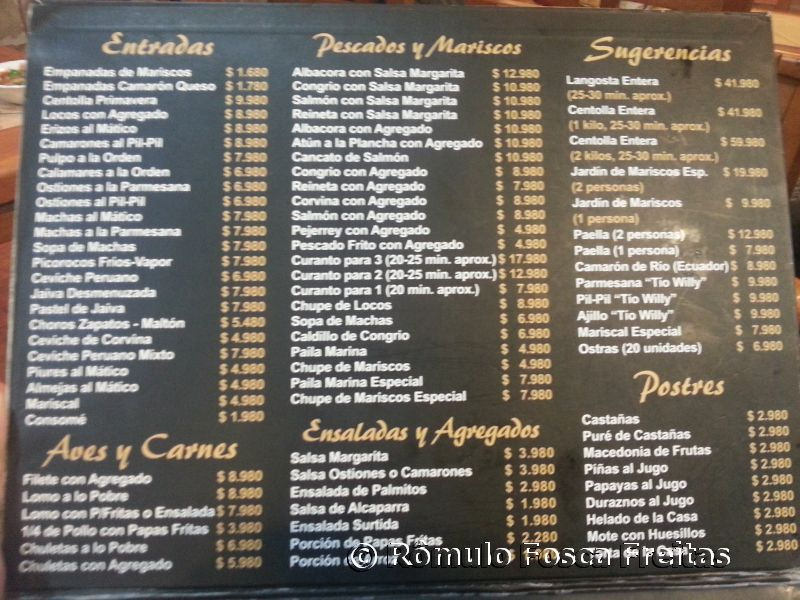 Entradas
Empanadas de Mariscos $ 1.680
Empanadas Camarón Queso $ 1.780
Centolla Primavera $ 9.980
Locos con Agregado $ 8.980
Erizos al Mático $ 8.980
Camarones al Pil-Pil $ 8.980
Pulpo a la Orden $ 7.980
Calamares a la Orden $ 6.980
Ostiones a la Parmesana $ 6.980
Ostiones al Pil-Pil $ 6.980
Machas al Mático $ 7.980
Machas a la Parmesana $ 7.980
Sopa de Machas $ 7.980
Picorocos Fríos-Vapor $ 7.980
Ceviche Peruano $ 6.980
Jaiva Desmenuzada $ 7.980
Pastel de Jaiva $ 7.980
Choros Zapatos - Maltón $ 5.480
Ceviche de Corvina $ 4.980
Ceviche Peruano Mixto $ 7.980
Piures al Mático $ 4.980
Almejas al Mático $ 4.980
Mariscal $ 4.980
Consomé $ 1.980
Aves y Carnes
Filete con Agregado $ 8.980
Lomo a lo Pobre $ 8.980
Lomo con P/Fritas o Ensalada $ 7.980
1/4 de Pollo con Papas Fritas $ 3.980
Chuletas a lo Pobre $ 6.980
Chuletas con Agregado $ 5.980
Pescados y Mariscos
Albacora con Salsa Margarita $ 12.980
Congrio con Salsa Margarita $ 10.980
Salmón con Salsa Margarita $ 10.980
Reineta con Salsa Margarita $ 10.980
Albacora con Agregado $ 10.980
Atún a la Plancha con Agregado $ 10.980
Cancato de Salmón $ 10.980
Congrio con Agregado $ 8.980
Reineta con Agregado $ 7.980
Corvina con Agregado $ 8.980
Salmón con Agregado $ 8.980
Pejerrey con Agregado $ 4.980
Pescado Frito con Agregado $ 4.980
Curanto para 3 (20-25 min. aprox.) $ 17.980
Curanto para 2 (20-25 min. aprox.) $ 12.980
Curanto para 1 (20 min. aprox.) $ 7.980
Chupe de Locos $ 8.980
Sopa de Machas $ 6.980
Caldillo de Congrio $ 6.980
Paila Marina $ 4.980
Chupe de Mariscos $ 4.980
Paila Marina Especial $ 7.980
Chupe de Mariscos Especial $ 7.980
Ensaladas y Agregados
Salsa Margarita $ 3.980
Salsa Ostiones o Camarones $ 3.980
Ensalada de Palmitos $ 2.980
Salsa de Alcaparra $ 1.980
Ensalada Surtida $ 1.980
Porción de Papas Fritas $ 2.280
Porción de
Sugerencias
Langosta Entera $ 41.980
(25-30 min. aprox.)
Centolla Entera $ 41.980
(1 kilo, 25-30 min. aprox.)
Centolla Entera $ 59.980
(2 kilos, 25-30 min. aprox.)
Jardín de Mariscos Esp. $ 19.980
(2 personas)
Jardín de Mariscos $ 9.980
(1 persona)
Paella (2 personas) $ 12.980
Paella (1 persona) $ 7.980
Camarón de Río (Ecuador) $ 8.980
Parmesana "Tío Willy" $ 9.980
Pil-Pil "Tío Willy" $ 9.980
Ajillo "Tío Willy" $ 9.980
Mariscal Especial $ 7.980
Ostras (20 unidades) $ 6.980
Postres
Castañas $ 2.980
Puré de Castañas $ 2.980
Macedonia de Frutas $ 2.980
Piñas al Jugo $ 2.980
Papayas al Jugo $ 2.980
Duraznos al Jugo $ 2.980
Helado de la Casa $ 2.980
Mote con Huesillos $ 2.980
de la Casa $ 2.980
© Rômulo Fosca Freitas